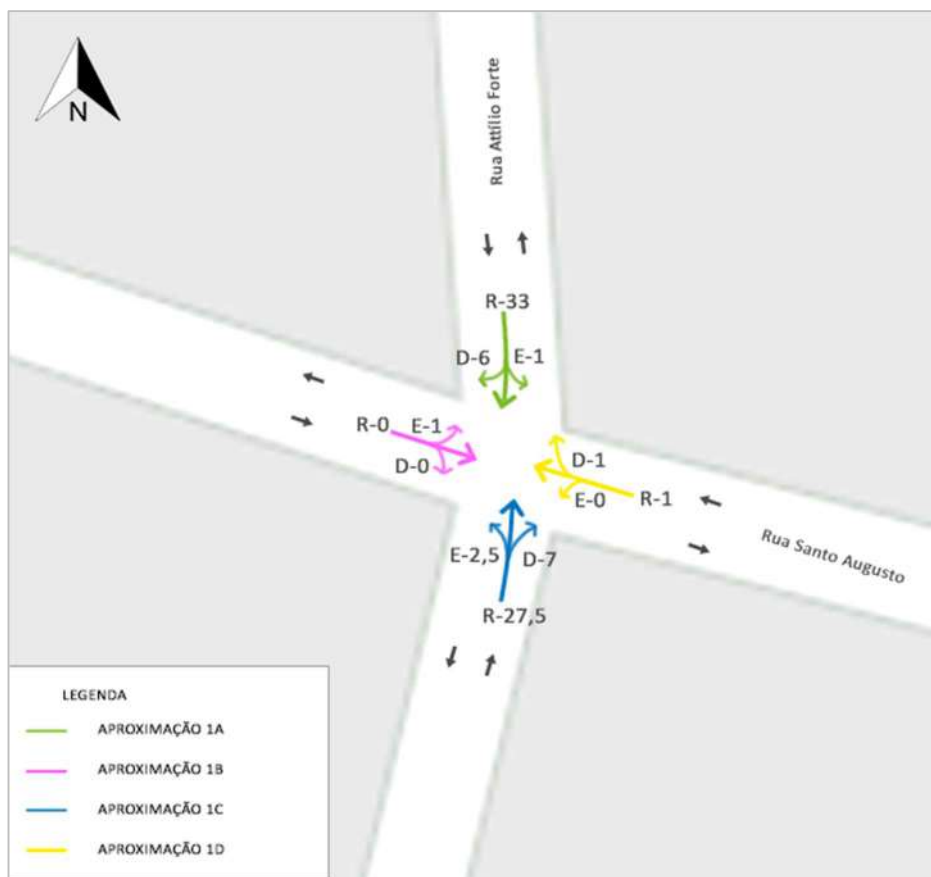 N
Rua Attílio Forte
R-33
D-6
E-1
R-0
E-1
D-0
D-1
E-0
R-1
E-2,5
D-7
R-27,5
Rua Santo Augusto
LEGENDA
APROXIMAÇÃO 1A
APROXIMAÇÃO 1B
APROXIMAÇÃO 1C
APROXIMAÇÃO 1D